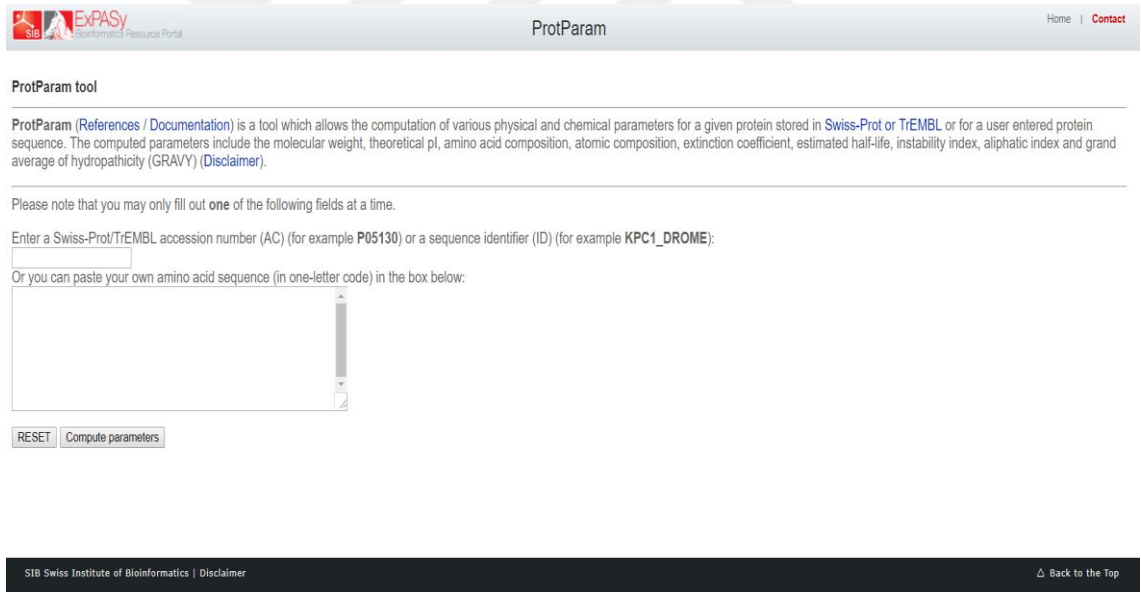 ExPASy
SIB Bioinformatics Resource Portal
ProtParam
Home | Contact
ProtParam tool
ProtParam (References / Documentation) is a tool which allows the computation of various physical and chemical parameters for a given protein stored in Swiss-Prot or TrEMBL or for a user entered protein
sequence. The computed parameters include the molecular weight, theoretical pI, amino acid composition, atomic composition, extinction coefficient, estimated half-life, instability index, aliphatic index and grand
average of hydropathicity (GRAVY) (Disclaimer).
Please note that you may only fill out one of the following fields at a time.
Enter a Swiss-Prot/TrEMBL accession number (AC) (for example P05130) or a sequence identifier (ID) (for example KPC1_DROME):
Or you can paste your own amino acid sequence (in one-letter code) in the box below:
RESET Compute parameters
SIB Swiss Institute of Bioinformatics | Disclaimer
△ Back to the Top